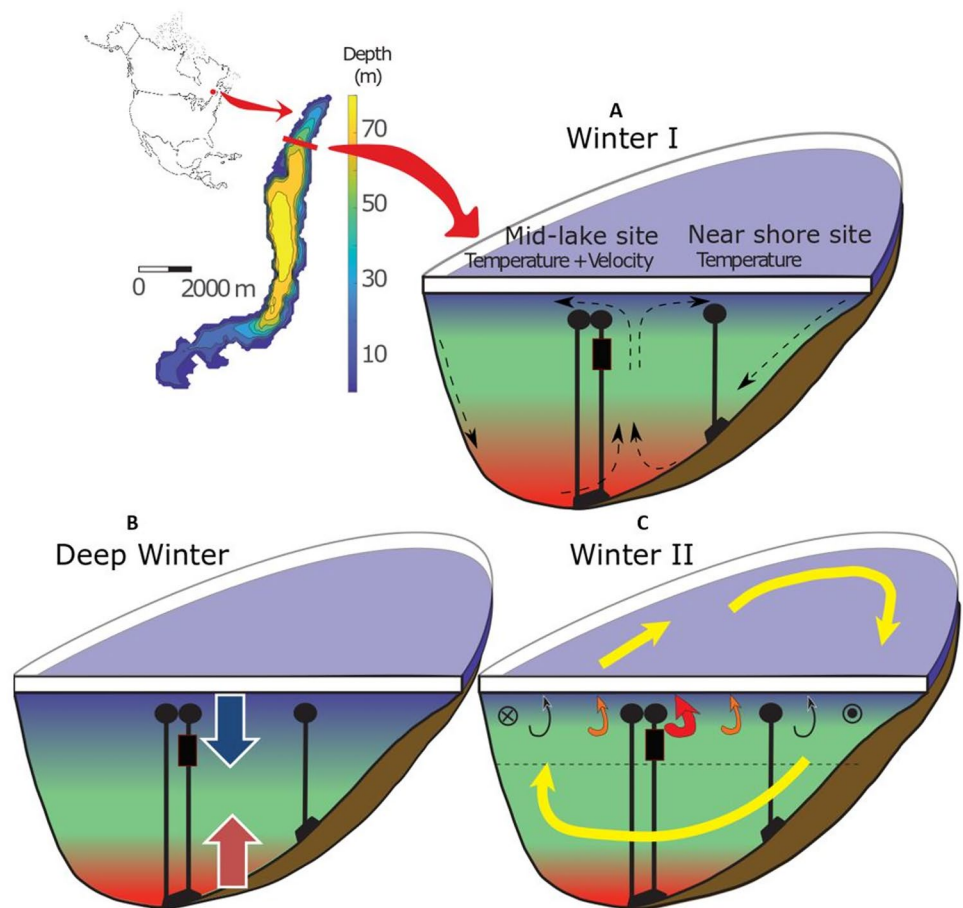 Depth
(m)
70
50
30
10
0 2000 m
A
Winter I
Mid-lake site Near shore site
Temperature + Velocity Temperature
B
Deep Winter
C
Winter II